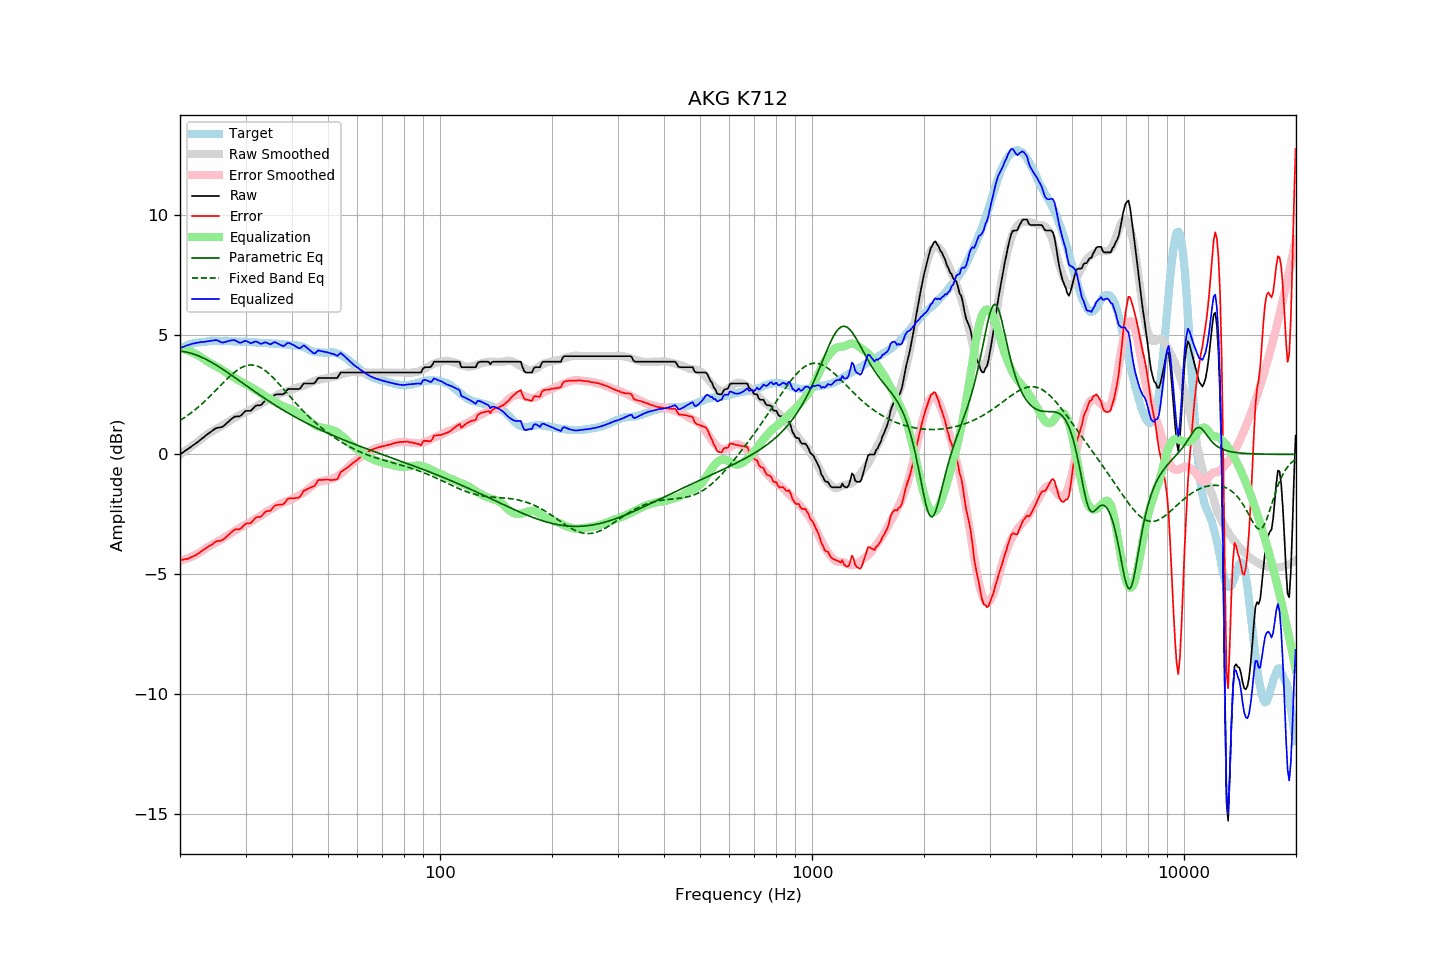 AKG K712
Target
Raw Smoothed
Error Smoothed
Raw
Error
Equalization
Parametric Eq
Fixed Band Eq
Equalized
10
5
0
−5
−10
−15
Amplitude (dBr)
100 1000 10000
Frequency (Hz)